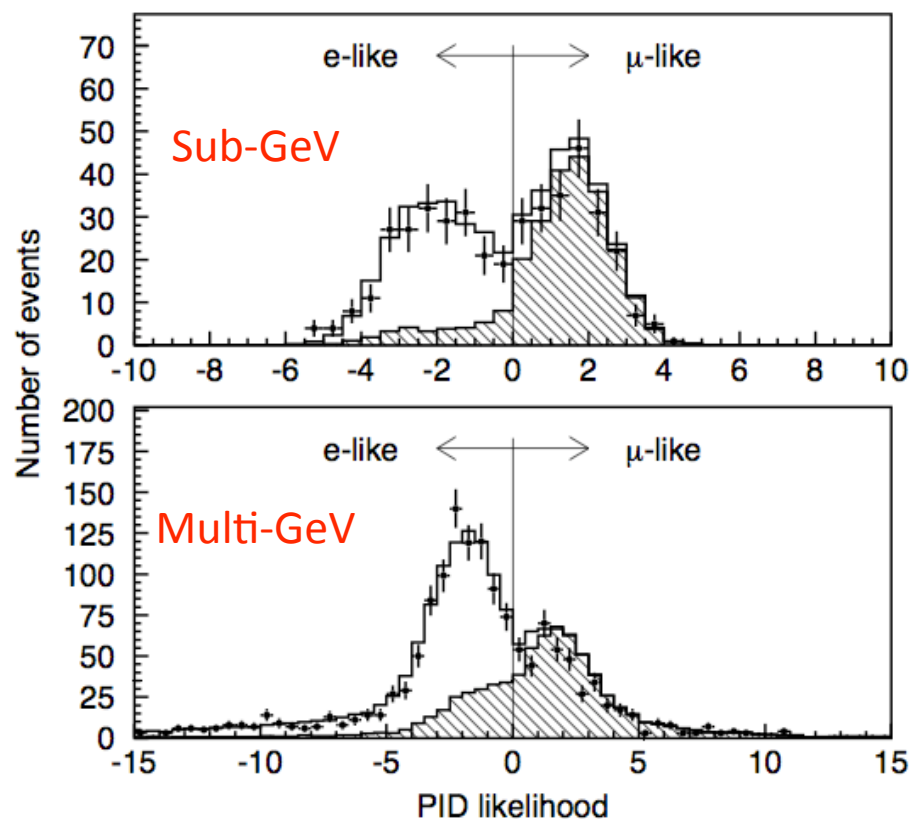 70
60
50
40
30
20
10
0
e-like
μ-like
Sub-GeV
-10 -8 -6 -4 -2 0 2 4 6 8 10
Number of events
200
175
150
125
100
75
50
25
0
e-like
μ-like
Multi-GeV
-15 -10 -5 0 5 10 15
PID likelihood